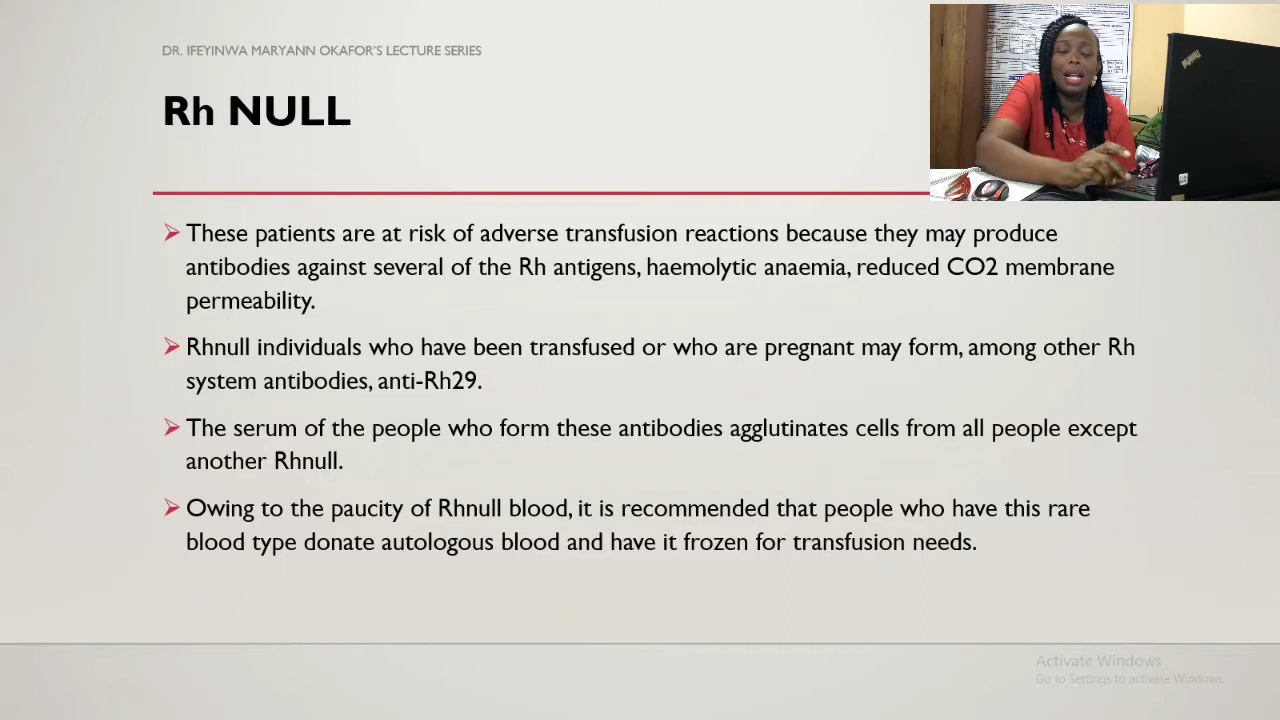 DR. IFEYINWA MARYANN OKAFOR'S LECTURE SERIES
Rh NULL
These patients are at risk of adverse transfusion reactions because they may produce
antibodies against several of the Rh antigens, haemolytic anaemia, reduced CO2 membrane
permeability.
Rhnull individuals who have been transfused or who are pregnant may form, among other Rh
system antibodies, anti-Rh29.
The serum of the people who form these antibodies agglutinates cells from all people except
another Rhnull.
Owing to the paucity of Rhnull blood, it is recommended that people who have this rare
blood type donate autologous blood and have it frozen for transfusion needs.
Activate Windows
Go to Settings to activate Windows.